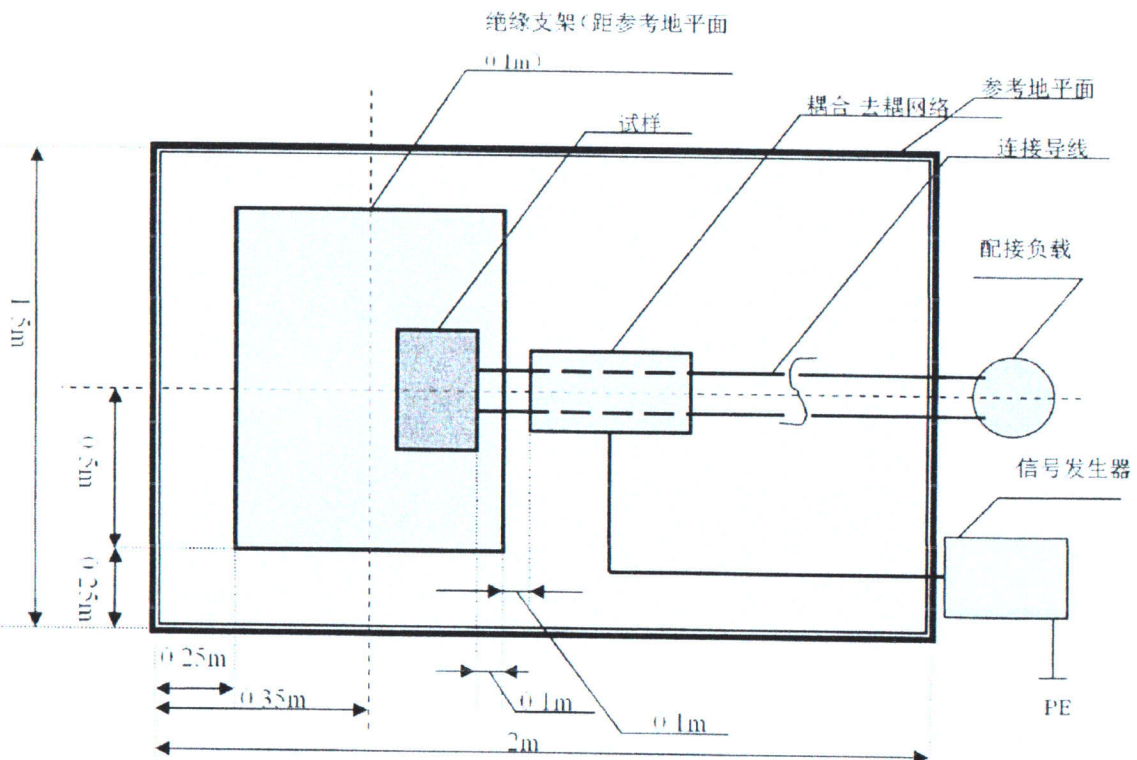 绝缘支架(距参考地平面
0.1m)
参考地平面
耦合 去耦网络
试样
连接导线
配接负载
1.5m
0.5m
信号发生器
0.25m
0.25m
0.35m
0.1m
0.1m
PE
2m